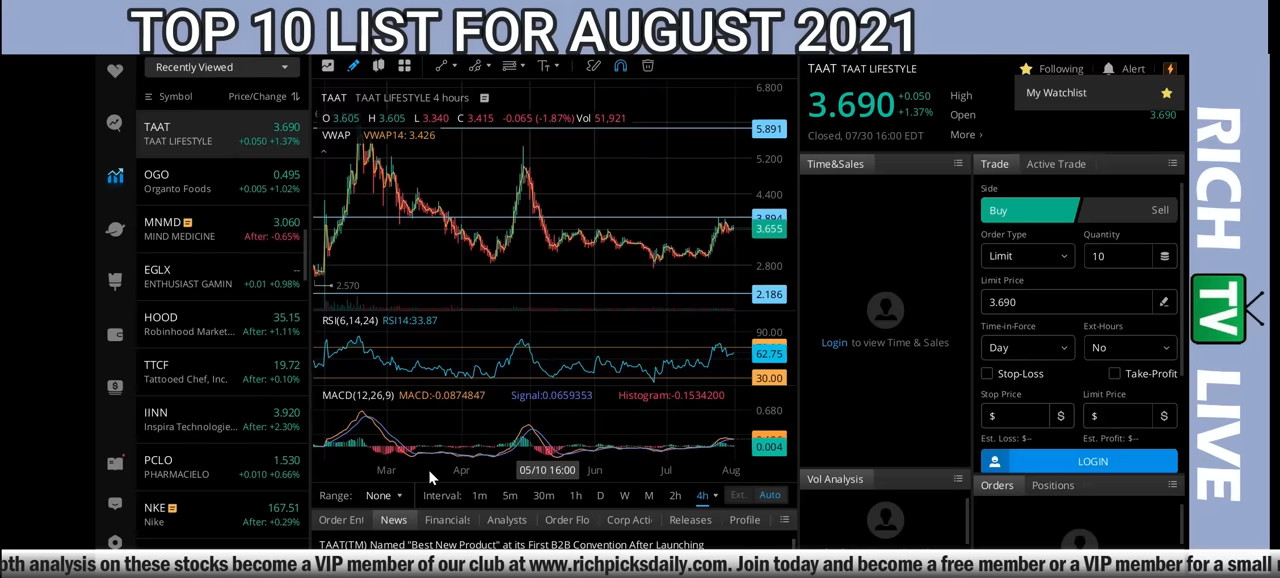 TOP 10 LIST FOR AUGUST 2021
Recently Viewed
Symbol Price/Change
TAAT 3.690
TAAT LIFESTYLE +0.050 +1.37%
OGO 0.495
Organto Foods +0.005 +1.02%
MNMD 3.060
MIND MEDICINE After: -0.65%
EGLX --
ENTHUSIAST GAMIN +0.01 +0.98%
HOOD 35.15
Robinhood Market... After: +1.11%
TTCF 19.72
Tattooed Chef, Inc. After: +0.10%
IINN 3.920
Inspira Technologie... After: +2.30%
PCLO 1.530
PHARMACIELO +0.010 +0.66%
NKE 167.51
Nike After: +0.29%
TAAT TAAT LIFESTYLE 4 hours
O 3.605 H 3.605 L 3.340 C 3.415 -0.065 (-1.87%) Vol 51,921
VWAP VWAP14: 3.426
6.800
5.891
5.200
4.400
3.894
3.655
2.800
2.570
2.186
RSI(6,14,24) RSI14:33.87
90.00
62.75
30.00
MACD(12,26,9) MACD:-0.0874847 Signal:0.0659353 Histogram:-0.1534200
0.680
0.004
Mar Apr 05/10 16:00 Jun Jul Aug
Range: None Interval: 1m 5m 30m 1h D W M 2h 4h Ext. Auto
Order Ent News Financials Analysts Order Flo Corp Acti Releases Profile
TAAT(TM) Named "Best New Product" at its First B2B Convention After Launching
TAAT TAAT LIFESTYLE Following Alert
My Watchlist
3.690 +0.050
+1.37%
High
Open 3.690
Closed, 07/30 16:00 EDT More ›
Time&Sales
Login to view Time & Sales
Vol Analysis
Trade Active Trade
Side
Buy Sell
Order Type Quantity
Limit 10
Limit Price
3.690
Time-in-Force Ext-Hours
Day No
Stop-Loss Take-Profit
Stop Price Limit Price
$ $ $ $
Est. Loss: $-- Est. Profit: $--
LOGIN
Orders Positions
RICH TV LIVE
pth analysis on these stocks become a VIP member of our club at www.richpicksdaily.com. Join today and become a free member or a VIP member for a small